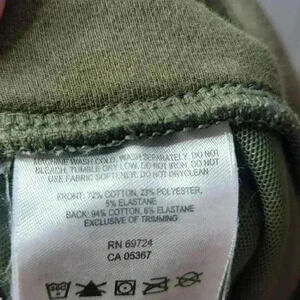 MACHINE WASH COLD. WASH SEPARATELY. DO NOT
BLEACH. TUMBLE DRY LOW. DO NOT IRON. DO NOT
USE FABRIC SOFTENER. DO NOT DRYCLEAN
FRONT: 72% COTTON, 23% POLYESTER,
5% ELASTANE
BACK: 94% COTTON, 6% ELASTANE
EXCLUSIVE OF TRIMMING
RN 69724
CA 05367